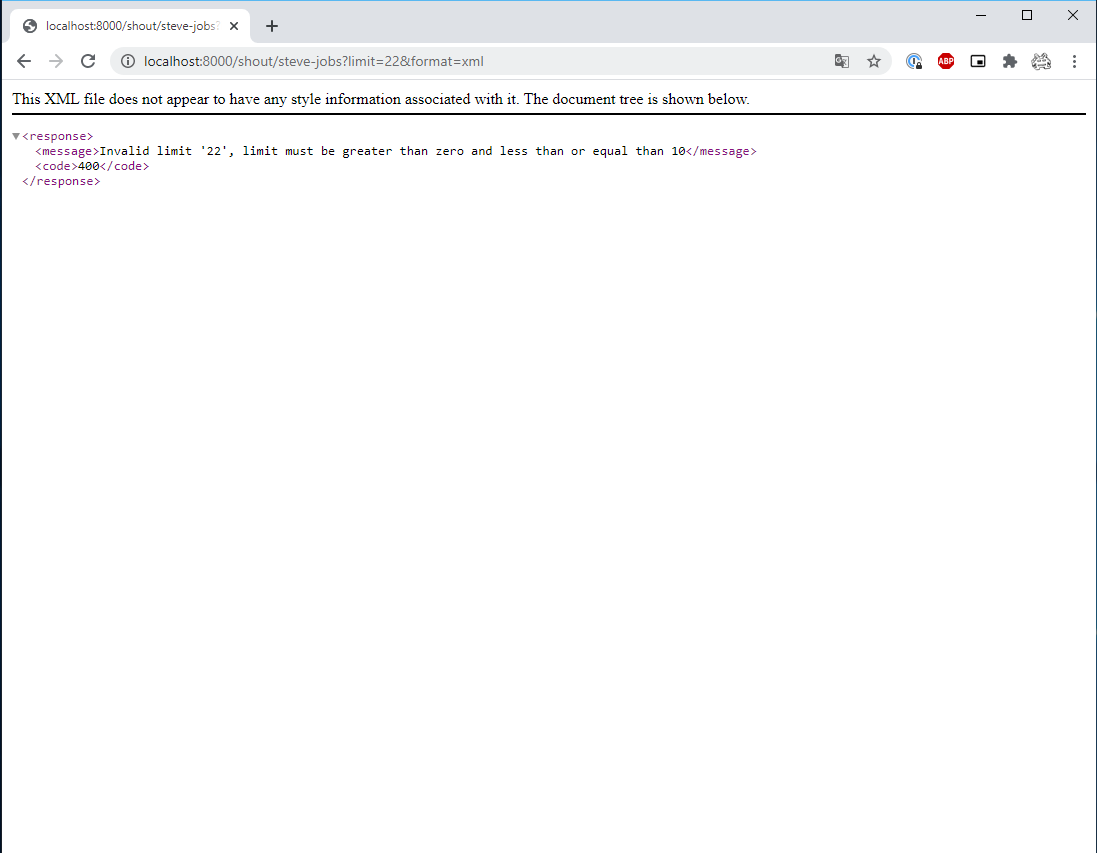 localhost:8000/shout/steve-jobs?
localhost:8000/shout/steve-jobs?limit=22&format=xml
ABP
This XML file does not appear to have any style information associated with it. The document tree is shown below.
<response>
<message>Invalid limit '22', limit must be greater than zero and less than or equal than 10</message>
<code>400</code>
</response>